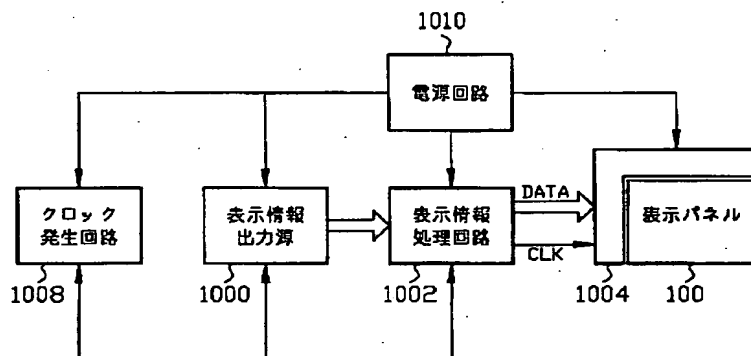 1010
電源回路
クロック
発生回路
表示情報
出力源
表示情報
処理回路
DATA
CLK
表示パネル
1008
1000
1002
1004
100